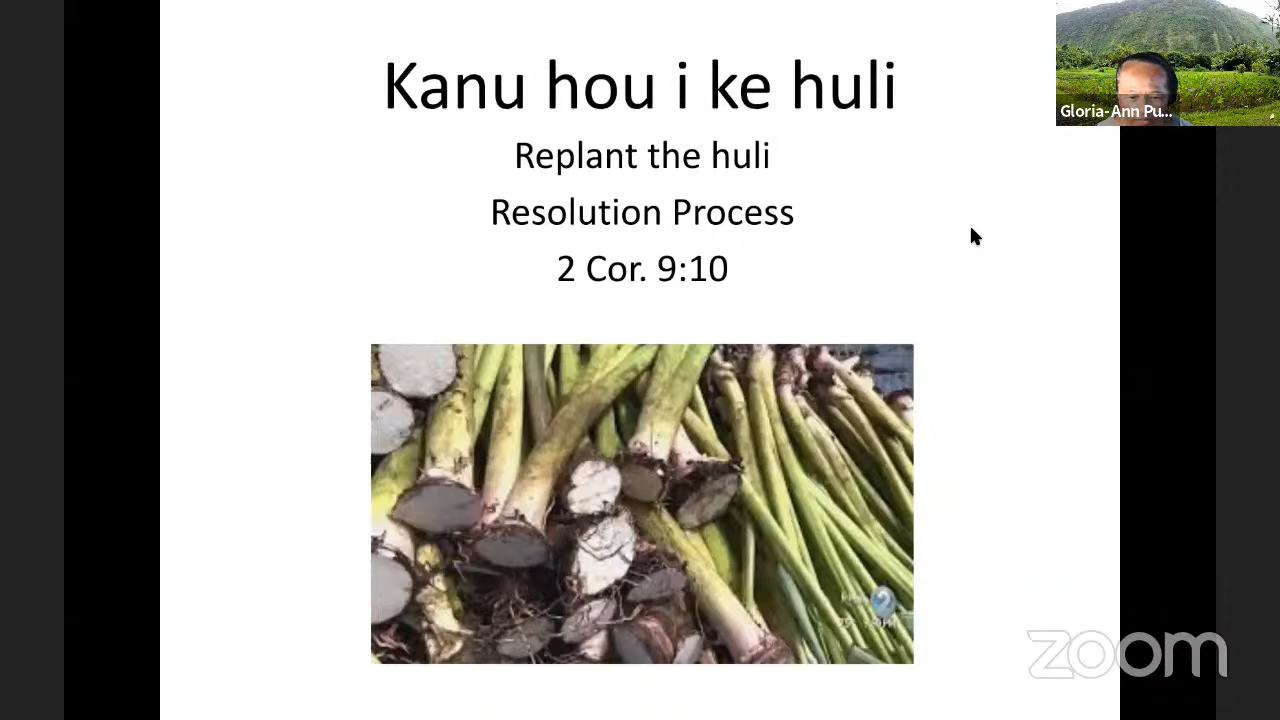 Kanu hou i ke huli
Replant the huli
Resolution Process
2 Cor. 9:10
Gloria-Ann Pu...
zoom